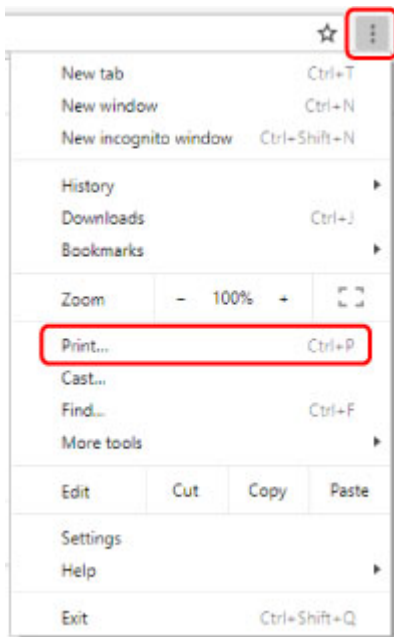 New tab Ctrl+T
New window Ctrl+N
New incognito window Ctrl+Shift+N
History
Downloads Ctrl+J
Bookmarks
Zoom - 100% +
Print... Ctrl+P
Cast...
Find... Ctrl+F
More tools
Edit Cut Copy Paste
Settings
Help
Exit Ctrl+Shift+Q